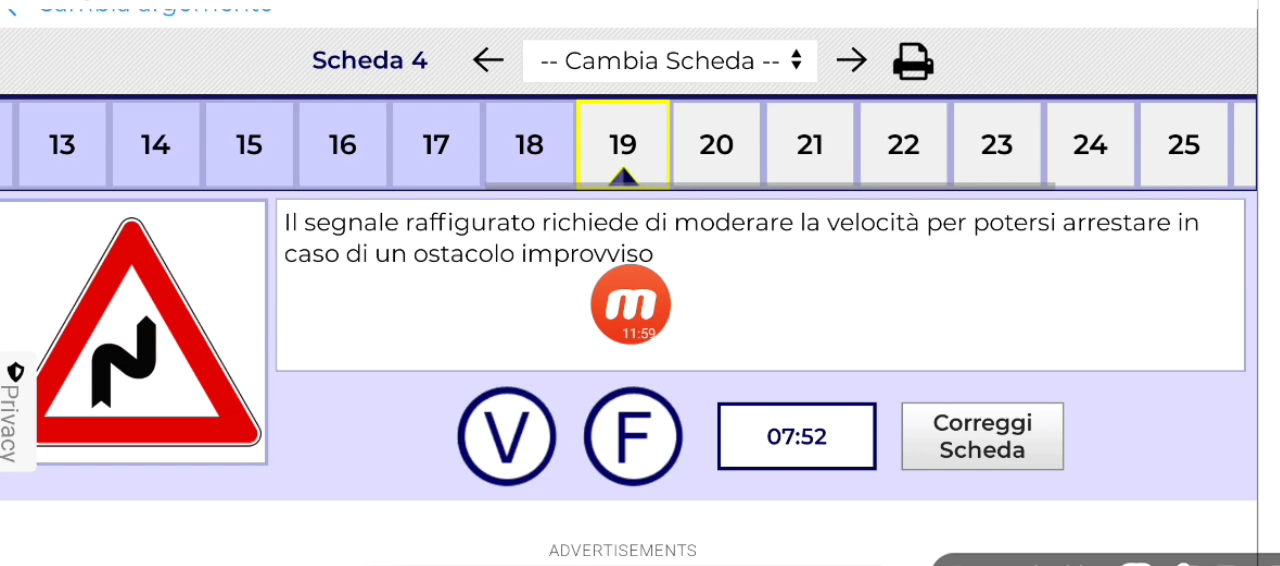 Scheda 4
-- Cambia Scheda --
13 14 15 16 17 18 19 20 21 22 23 24 25
Il segnale raffigurato richiede di moderare la velocità per potersi arrestare in
caso di un ostacolo improvviso
m
11:59
Privacy
V F
07:52
Correggi
Scheda
ADVERTISEMENTS